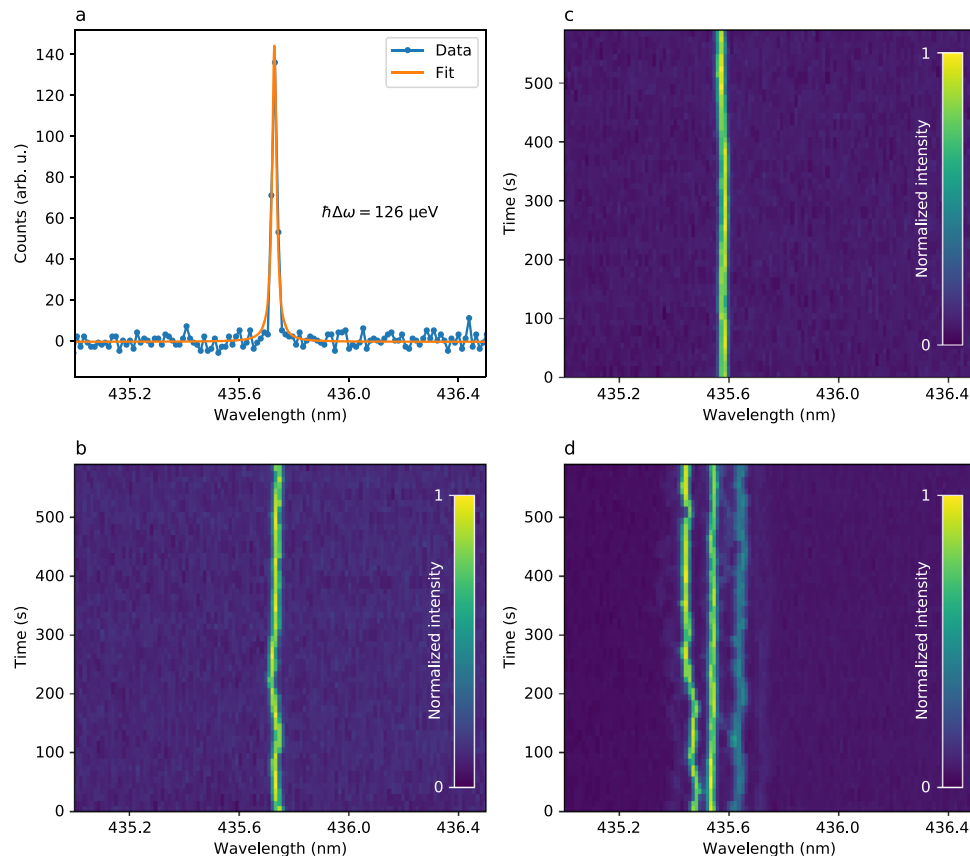 a
140
120
100
80
60
40
20
0
Counts (arb. u.)
Data
Fit
ℏΔω = 126 µeV
435.2 435.6 436.0 436.4
Wavelength (nm)
c
500
400
300
200
100
0
Time (s)
1
Normalized intensity
0
435.2 435.6 436.0 436.4
Wavelength (nm)
b
500
400
300
200
100
0
Time (s)
1
Normalized intensity
0
435.2 435.6 436.0 436.4
Wavelength (nm)
d
500
400
300
200
100
0
Time (s)
1
Normalized intensity
0
435.2 435.6 436.0 436.4
Wavelength (nm)